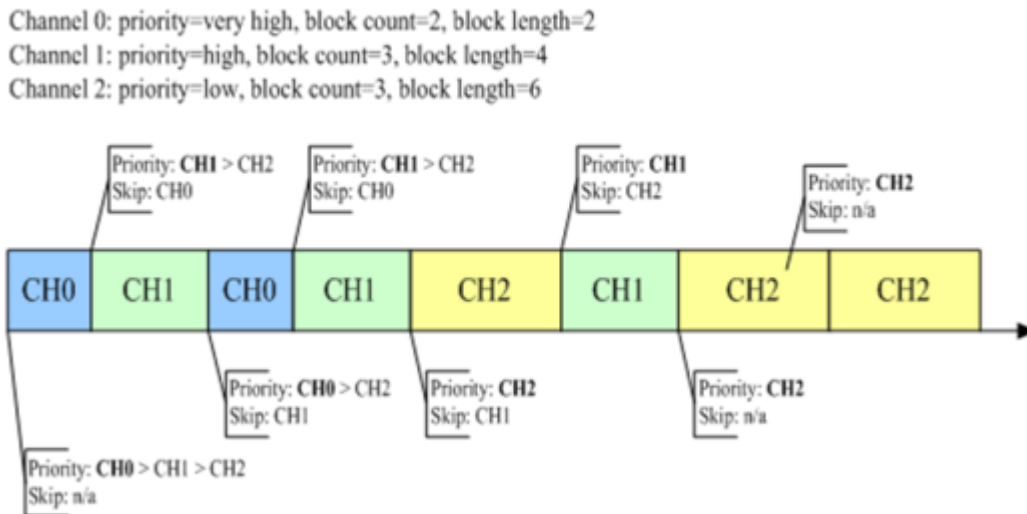 Channel 0: priority=very high, block count=2, block length=2
Channel 1: priority=high, block count=3, block length=4
Channel 2: priority=low, block count=3, block length=6
Priority: CH1 > CH2
Skip: CH0
Priority: CH1 > CH2
Skip: CH0
Priority: CH1
Skip: CH2
Priority: CH2
Skip: n/a
CH0
CH1
CH0
CH1
CH2
CH1
CH2
CH2
Priority: CH0 > CH2
Skip: CH1
Priority: CH2
Skip: CH1
Priority: CH2
Skip: n/a
Priority: CH0 > CH1 > CH2
Skip: n/a